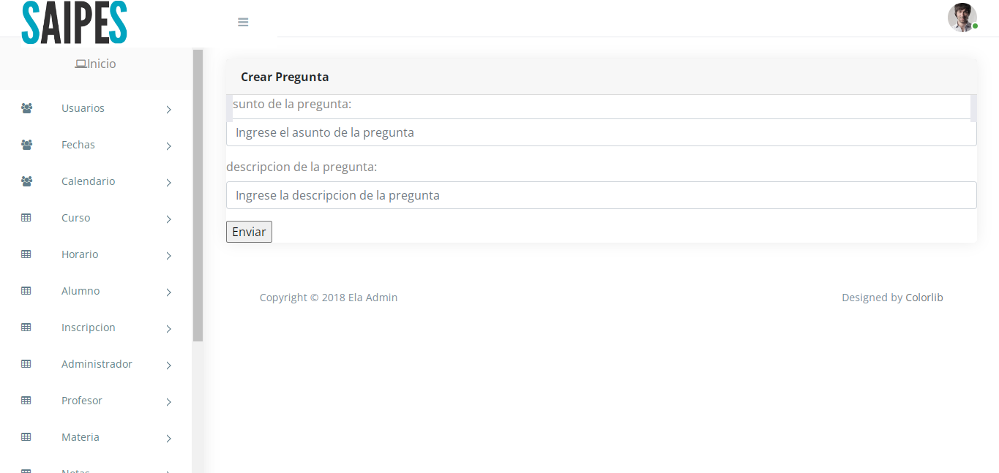 SAIPES
Inicio
Usuarios
Fechas
Calendario
Curso
Horario
Alumno
Inscripcion
Administrador
Profesor
Materia
Notas
Crear Pregunta
sunto de la pregunta:
Ingrese el asunto de la pregunta
descripcion de la pregunta:
Ingrese la descripcion de la pregunta
Enviar
Copyright © 2018 Ela Admin
Designed by Colorlib